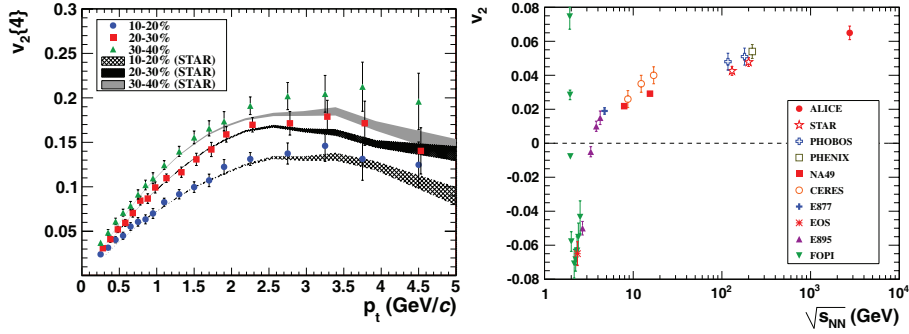 v2{4}
0.3
0.25
0.2
0.15
0.1
0.05
0 0.5 1 1.5 2 2.5 3 3.5 4 4.5 5
pt (GeV/c)
10-20%
20-30%
30-40%
10-20% (STAR)
20-30% (STAR)
30-40% (STAR)
v2
0.08
0.06
0.04
0.02
0.0
-0.02
-0.04
-0.06
-0.08
1 10 10² 10³ 10⁴
√sNN (GeV)
ALICE
STAR
PHOBOS
PHENIX
NA49
CERES
E877
EOS
E895
FOPI